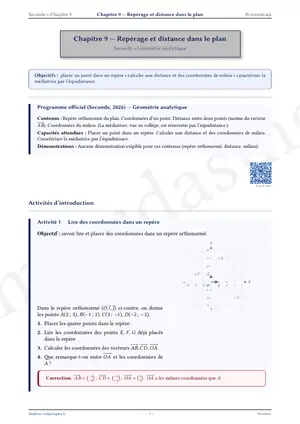 Seconde • Chapitre 9
Chapitre 9 — Repérage et distance dans le plan
Chapitre 9 — Repérage et distance dans le plan
Seconde • Géométrie analytique
Objectifs : placer un point dans un repère • calculer une distance et des coordonnées de milieu • caractériser la
médiatrice par l'équidistance.
Programme officiel (Seconde, 2026) — Géométrie analytique
Contenus : Repère orthonormé du plan. Coordonnées d'un point. Distance entre deux points (norme du vecteur
AB). Coordonnées du milieu. (La médiatrice, vue au collège, est réinvestie par l'équidistance.)
Capacités attendues : Placer un point dans un repère. Calculer une distance et des coordonnées de milieu.
Caractériser la médiatrice par l'équidistance.
Démonstrations : Aucune démonstration exigible pour ces contenus (repère orthonormé, distance, milieu).
Activités d'introduction
Activité 1 Lire des coordonnées dans un repère
Objectif : savoir lire et placer des coordonnées dans un repère orthonormé.
Dans le repère orthonormé (O; i, j) ci-contre, on donne
les points A(2 ; 3), B(−1 ; 2), C(3 ; −1), D(−2 ; −2).
1. Placer les quatre points dans le repère.
2. Lire les coordonnées des points E, F, G déjà placés
dans le repère.
3. Calculer les coordonnées des vecteurs AB, CD, OA.
4. Que remarque-t-on entre OA et les coordonnées de
A ?
OA a les mêmes coordonnées que A.
— 1 —
Seconde